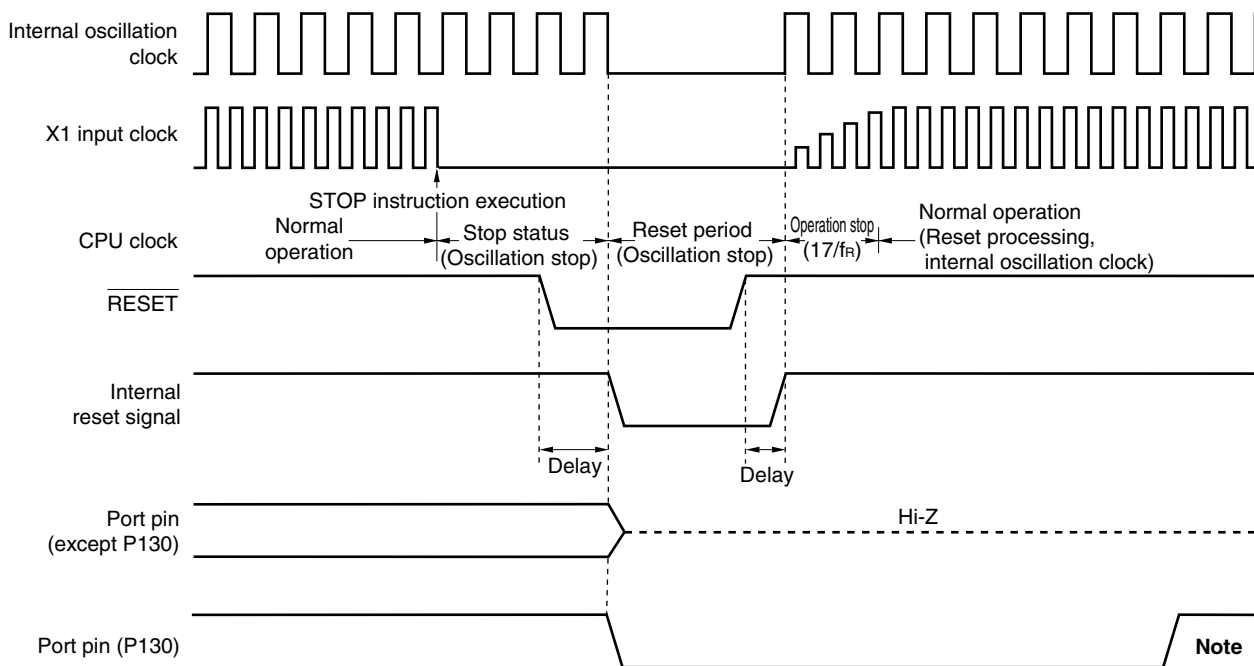 Internal oscillation
clock
X1 input clock
STOP instruction execution
CPU clock
Normal
operation
Stop status
(Oscillation stop)
Reset period
(Oscillation stop)
Operation stop
(17/fR)
Normal operation
(Reset processing,
internal oscillation clock)
RESET
Internal
reset signal
Delay
Delay
Port pin
(except P130)
Hi-Z
Port pin (P130)
Note